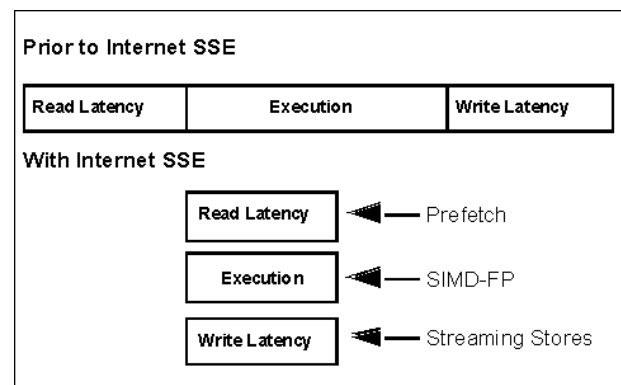 Prior to Internet SSE
Read Latency Execution Write Latency
With Internet SSE
Read Latency Prefetch
Execution SIMD-FP
Write Latency Streaming Stores